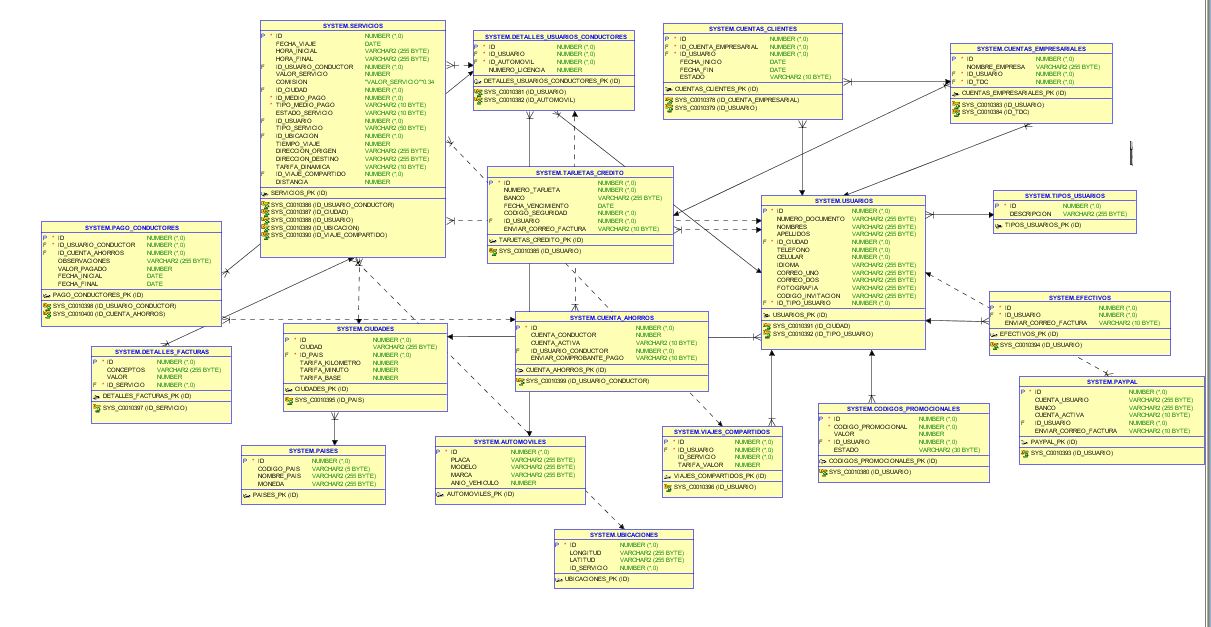 SYSTEM.SERVICIOS
P * ID NUMBER (*,0)
FECHA_VIAJE DATE
HORA_INICIAL VARCHAR2 (255 BYTE)
HORA_FINAL VARCHAR2 (255 BYTE)
F * ID_USUARIO_CONDUCTOR NUMBER (*,0)
VALOR_SERVICIO NUMBER
COMISION "VALOR_SERVICIO"*0.34
F * ID_CIUDAD NUMBER (*,0)
* ID_MEDIO_PAGO NUMBER (*,0)
* TIPO_MEDIO_PAGO VARCHAR2 (10 BYTE)
ESTADO_SERVICIO VARCHAR2 (10 BYTE)
F * ID_USUARIO NUMBER (*,0)
TIPO_SERVICIO VARCHAR2 (50 BYTE)
F ID_UBICACION NUMBER (*,0)
TIEMPO_VIAJE NUMBER
DIRECCION_ORIGEN VARCHAR2 (255 BYTE)
DIRECCION_DESTINO VARCHAR2 (255 BYTE)
TARIFA_DINAMICA VARCHAR2 (10 BYTE)
F ID_VIAJE_COMPARTIDO NUMBER (*,0)
DISTANCIA NUMBER
SERVICIOS_PK (ID)
SYS_C0010386 (ID_USUARIO_CONDUCTOR)
SYS_C0010387 (ID_CIUDAD)
SYS_C0010388 (ID_USUARIO)
SYS_C0010389 (ID_UBICACION)
SYS_C0010390 (ID_VIAJE_COMPARTIDO)
SYSTEM.DETALLES_USUARIOS_CONDUCTORES
P * ID NUMBER (*,0)
F * ID_USUARIO NUMBER (*,0)
F * ID_AUTOMOVIL NUMBER (*,0)
* NUMERO_LICENCIA NUMBER
DETALLES_USUARIOS_CONDUCTORES_PK (ID)
SYS_C0010381 (ID_USUARIO)
SYS_C0010382 (ID_AUTOMOVIL)
SYSTEM.CUENTAS_CLIENTES
P * ID NUMBER (*,0)
F * ID_CUENTA_EMPRESARIAL NUMBER (*,0)
F * ID_USUARIO NUMBER (*,0)
FECHA_INICIO DATE
FECHA_FIN DATE
ESTADO VARCHAR2 (10 BYTE)
CUENTAS_CLIENTES_PK (ID)
SYS_C0010378 (ID_CUENTA_EMPRESARIAL)
SYS_C0010379 (ID_USUARIO)
SYSTEM.CUENTAS_EMPRESARIALES
P * ID NUMBER (*,0)
* NOMBRE_EMPRESA VARCHAR2 (255 BYTE)
F * ID_USUARIO NUMBER (*,0)
F * ID_TDC NUMBER (*,0)
CUENTAS_EMPRESARIALES_PK (ID)
SYS_C0010383 (ID_USUARIO)
SYS_C0010384 (ID_TDC)
SYSTEM.TARJETAS_CREDITO
P * ID NUMBER (*,0)
NUMERO_TARJETA NUMBER (*,0)
BANCO VARCHAR2 (255 BYTE)
FECHA_VENCIMIENTO DATE
CODIGO_SEGURIDAD NUMBER (*,0)
F ID_USUARIO NUMBER (*,0)
ENVIAR_CORREO_FACTURA VARCHAR2 (10 BYTE)
TARJETAS_CREDITO_PK (ID)
SYS_C0010385 (ID_USUARIO)
SYSTEM.USUARIOS
P * ID NUMBER (*,0)
NUMERO_DOCUMENTO VARCHAR2 (255 BYTE)
NOMBRES VARCHAR2 (255 BYTE)
APELLIDOS VARCHAR2 (255 BYTE)
F * ID_CIUDAD NUMBER (*,0)
TELEFONO NUMBER (*,0)
CELULAR NUMBER (*,0)
IDIOMA VARCHAR2 (255 BYTE)
CORREO_UNO VARCHAR2 (255 BYTE)
CORREO_DOS VARCHAR2 (255 BYTE)
FOTOGRAFIA VARCHAR2 (255 BYTE)
CODIGO_INVITACION VARCHAR2 (255 BYTE)
F * ID_TIPO_USUARIO NUMBER (*,0)
USUARIOS_PK (ID)
SYS_C0010391 (ID_CIUDAD)
SYS_C0010392 (ID_TIPO_USUARIO)
SYSTEM.TIPOS_USUARIOS
P * ID NUMBER (*,0)
DESCRIPCION VARCHAR2 (255 BYTE)
TIPOS_USUARIOS_PK (ID)
SYSTEM.PAGO_CONDUCTORES
P * ID NUMBER (*,0)
F * ID_USUARIO_CONDUCTOR NUMBER (*,0)
F * ID_CUENTA_AHORROS NUMBER (*,0)
OBSERVACIONES VARCHAR2 (255 BYTE)
VALOR_PAGADO NUMBER
FECHA_INICIAL DATE
FECHA_FINAL DATE
PAGO_CONDUCTORES_PK (ID)
SYS_C0010398 (ID_USUARIO_CONDUCTOR)
SYS_C0010400 (ID_CUENTA_AHORROS)
SYSTEM.EFECTIVOS
P * ID NUMBER (*,0)
F ID_USUARIO NUMBER (*,0)
ENVIAR_CORREO_FACTURA VARCHAR2 (10 BYTE)
EFECTIVOS_PK (ID)
SYS_C0010394 (ID_USUARIO)
SYSTEM.CIUDADES
P * ID NUMBER (*,0)
CIUDAD VARCHAR2 (255 BYTE)
F * ID_PAIS NUMBER (*,0)
TARIFA_KILOMETRO NUMBER
TARIFA_MINUTO NUMBER
TARIFA_BASE NUMBER
CIUDADES_PK (ID)
SYS_C0010395 (ID_PAIS)
SYSTEM.CUENTA_AHORROS
P * ID NUMBER (*,0)
CUENTA_CONDUCTOR NUMBER
CUENTA_ACTIVA VARCHAR2 (10 BYTE)
F ID_USUARIO_CONDUCTOR NUMBER (*,0)
ENVIAR_COMPROBANTE_PAGO VARCHAR2 (10 BYTE)
CUENTA_AHORROS_PK (ID)
SYS_C0010399 (ID_USUARIO_CONDUCTOR)
SYSTEM.DETALLES_FACTURAS
P * ID NUMBER (*,0)
CONCEPTOS VARCHAR2 (255 BYTE)
VALOR NUMBER
F * ID_SERVICIO NUMBER (*,0)
DETALLES_FACTURAS_PK (ID)
SYS_C0010397 (ID_SERVICIO)
SYSTEM.PAYPAL
P * ID NUMBER (*,0)
CUENTA_USUARIO VARCHAR2 (255 BYTE)
BANCO VARCHAR2 (255 BYTE)
CUENTA_ACTIVA VARCHAR2 (10 BYTE)
F ID_USUARIO NUMBER (*,0)
ENVIAR_CORREO_FACTURA VARCHAR2 (10 BYTE)
PAYPAL_PK (ID)
SYS_C0010393 (ID_USUARIO)
SYSTEM.CODIGOS_PROMOCIONALES
P * ID NUMBER (*,0)
* CODIGO_PROMOCIONAL VARCHAR2 (255 BYTE)
VALOR NUMBER
F * ID_USUARIO NUMBER (*,0)
ESTADO VARCHAR2 (30 BYTE)
CODIGOS_PROMOCIONALES_PK (ID)
SYS_C0010380 (ID_USUARIO)
SYSTEM.VIAJES_COMPARTIDOS
P * ID NUMBER (*,0)
F * ID_USUARIO NUMBER (*,0)
ID_SERVICIO NUMBER (*,0)
TARIFA_VALOR NUMBER
VIAJES_COMPARTIDOS_PK (ID)
SYS_C0010396 (ID_USUARIO)
SYSTEM.AUTOMOVILES
P * ID NUMBER (*,0)
PLACA VARCHAR2 (255 BYTE)
MODELO VARCHAR2 (255 BYTE)
MARCA VARCHAR2 (255 BYTE)
ANIO_VEHICULO NUMBER
AUTOMOVILES_PK (ID)
SYSTEM.PAISES
P * ID NUMBER (*,0)
CODIGO_PAIS VARCHAR2 (5 BYTE)
NOMBRE_PAIS VARCHAR2 (255 BYTE)
MONEDA VARCHAR2 (255 BYTE)
PAISES_PK (ID)
SYSTEM.UBICACIONES
P * ID NUMBER (*,0)
LONGITUD VARCHAR2 (255 BYTE)
LATITUD VARCHAR2 (255 BYTE)
ID_SERVICIO NUMBER (*,0)
UBICACIONES_PK (ID)